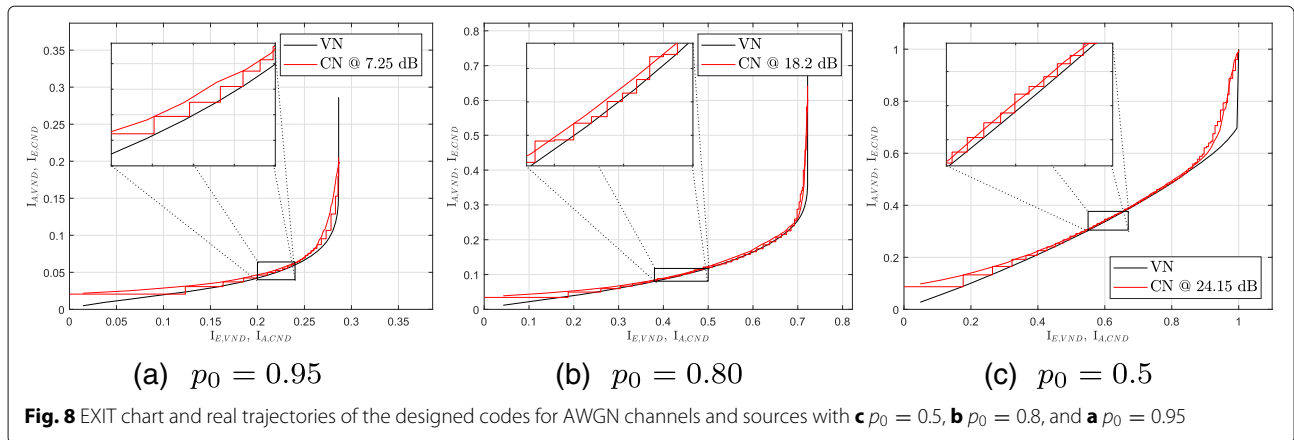 0.35
0.3
0.25
0.2
0.15
0.1
0.05
0
I_{A,VND}, I_{E,CND}
VN
CN @ 7.25 dB
0 0.05 0.1 0.15 0.2 0.25 0.3 0.35
I_{E,VND}, I_{A,CND}
(a) p_0 = 0.95
0.8
0.7
0.6
0.5
0.4
0.3
0.2
0.1
0
I_{A,VND}, I_{E,CND}
VN
CN @ 18.2 dB
0 0.1 0.2 0.3 0.4 0.5 0.6 0.7 0.8
I_{E,VND}, I_{A,CND}
(b) p_0 = 0.80
1
0.8
0.6
0.4
0.2
0
I_{A,VND}, I_{E,CND}
VN
CN @ 24.15 dB
0 0.2 0.4 0.6 0.8 1
I_{E,VND}, I_{A,CND}
(c) p_0 = 0.5
Fig. 8 EXIT chart and real trajectories of the designed codes for AWGN channels and sources with c p_0 = 0.5, b p_0 = 0.8, and a p_0 = 0.95